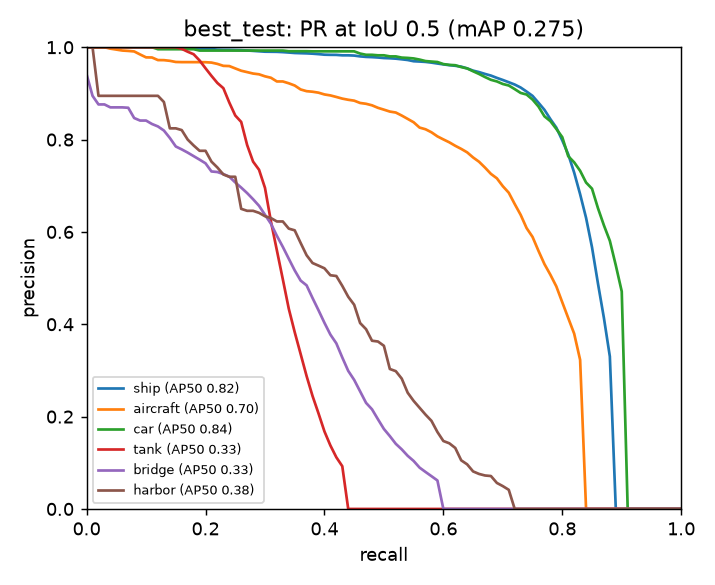 best_test: PR at IoU 0.5 (mAP 0.275)
precision
1.0
0.8
0.6
0.4
0.2
0.0
ship (AP50 0.82)
aircraft (AP50 0.70)
car (AP50 0.84)
tank (AP50 0.33)
bridge (AP50 0.33)
harbor (AP50 0.38)
0.0 0.2 0.4 0.6 0.8 1.0
recall